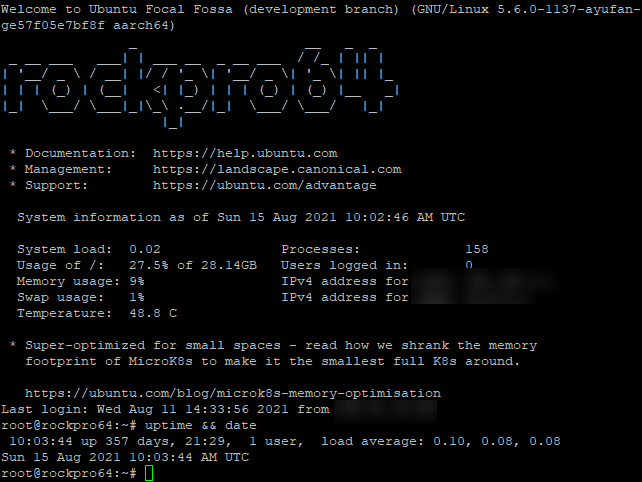 Welcome to Ubuntu Focal Fossa (development branch) (GNU/Linux 5.6.0-1137-ayufan-
ge57f05e7bf8f aarch64)
rockpro64
* Documentation:  https://help.ubuntu.com
* Management:     https://landscape.canonical.com
* Support:        https://ubuntu.com/advantage
System information as of Sun 15 Aug 2021 10:02:46 AM UTC
System load:  0.02               Processes:             158
Usage of /:   27.5% of 28.14GB   Users logged in:       0
Memory usage: 9%                 IPv4 address for
Swap usage:   1%                 IPv4 address for
Temperature:  48.8 C
* Super-optimized for small spaces - read how we shrank the memory
footprint of MicroK8s to make it the smallest full K8s around.
https://ubuntu.com/blog/microk8s-memory-optimisation
Last login: Wed Aug 11 14:33:56 2021 from
root@rockpro64:~# uptime && date
10:03:44 up 357 days, 21:29,  1 user,  load average: 0.10, 0.08, 0.08
Sun 15 Aug 2021 10:03:44 AM UTC
root@rockpro64:~#